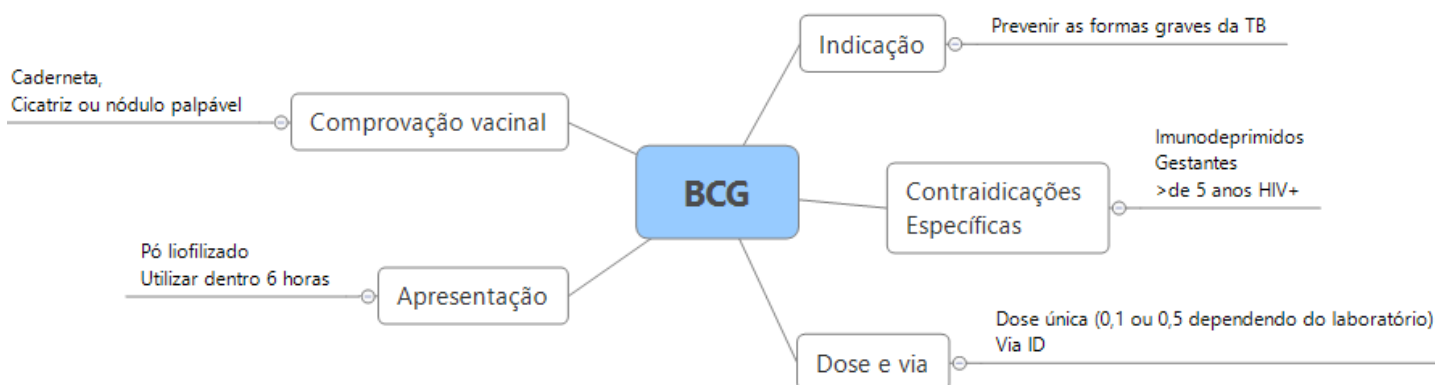 BCG
Indicação
Prevenir as formas graves da TB
Contraidicações
Específicas
Imunodeprimidos
Gestantes
>de 5 anos HIV+
Dose e via
Dose única (0,1 ou 0,5 dependendo do laboratório)
Via ID
Comprovação vacinal
Caderneta,
Cicatriz ou nódulo palpável
Apresentação
Pó liofilizado
Utilizar dentro 6 horas